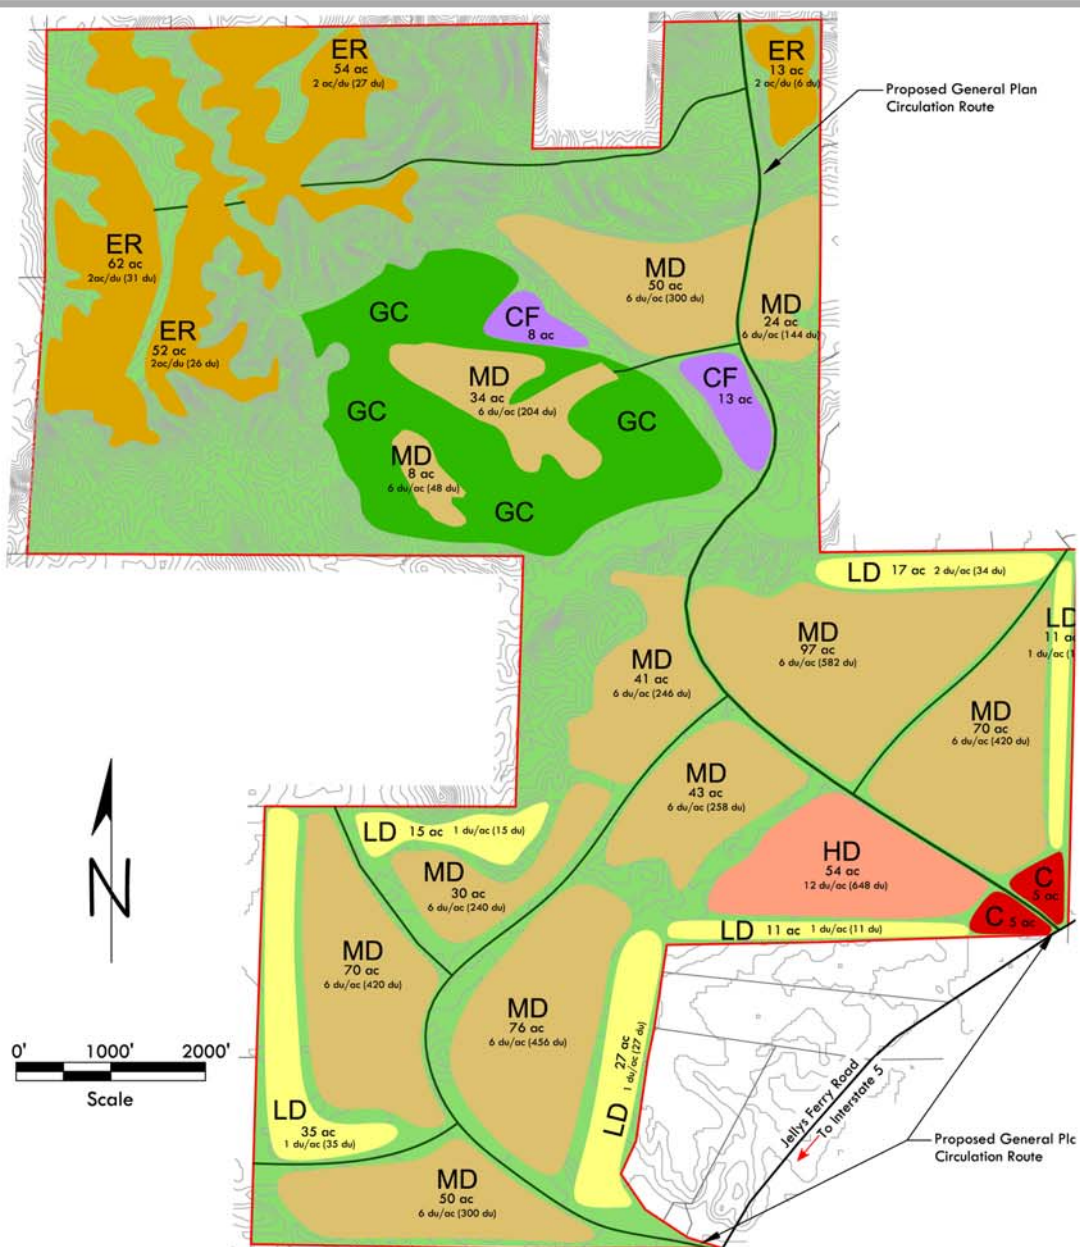 ER
54 ac
2 ac/du (27 du)
ER
13 ac
2 ac/du (6 du)
Proposed General Plan
Circulation Route
ER
62 ac
2ac/du (31 du)
ER
52 ac
2ac/du (26 du)
MD
50 ac
6 du/ac (300 du)
MD
24 ac
6 du/ac (144 du)
GC
CF
8 ac
MD
34 ac
6 du/ac (204 du)
CF
13 ac
GC
GC
MD
8 ac
6 du/ac (48 du)
GC
LD 17 ac 2 du/ac (34 du)
LD
11 ac
1 du/ac (1
MD
97 ac
6 du/ac (582 du)
MD
41 ac
6 du/ac (246 du)
MD
70 ac
6 du/ac (420 du)
MD
43 ac
6 du/ac (258 du)
LD 15 ac 1 du/ac (15 du)
MD
30 ac
6 du/ac (240 du)
HD
54 ac
12 du/ac (648 du)
C
5 ac
C 5 ac
LD 11 ac 1 du/ac (11 du)
N
MD
70 ac
6 du/ac (420 du)
MD
76 ac
6 du/ac (456 du)
LD
27 ac
1 du/ac (27 du)
0' 1000' 2000'
Scale
LD
35 ac
1 du/ac (35 du)
Jellys Ferry Road
To Interstate 5
Proposed General Pla
Circulation Route
MD
50 ac
6 du/ac (300 du)